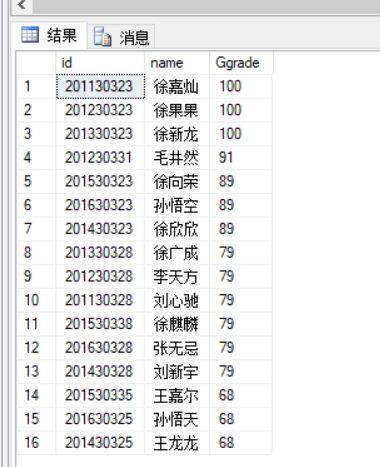 结果 消息
id name Ggrade
1 201130323 徐嘉灿 100
2 201230323 徐果果 100
3 201330323 徐新龙 100
4 201230331 毛井然 91
5 201530323 徐向荣 89
6 201630323 孙悟空 89
7 201430323 徐欣欣 89
8 201330328 徐广成 79
9 201230328 李天方 79
10 201130328 刘心驰 79
11 201530338 徐麒麟 79
12 201630328 张无忌 79
13 201430328 刘新宇 79
14 201530335 王嘉尔 68
15 201630325 孙悟天 68
16 201430325 王龙龙 68